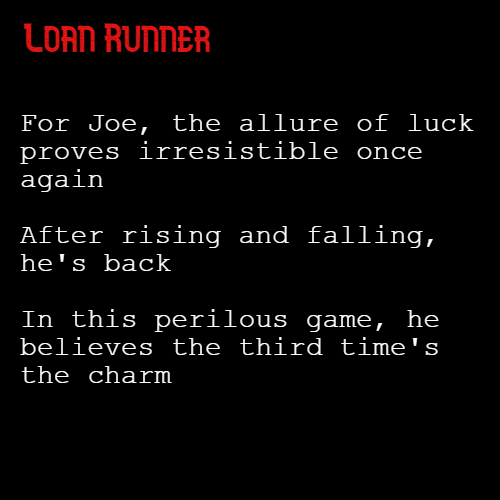 Loan Runner
For Joe, the allure of luck
proves irresistible once
again
After rising and falling,
he's back
In this perilous game, he
believes the third time's
the charm